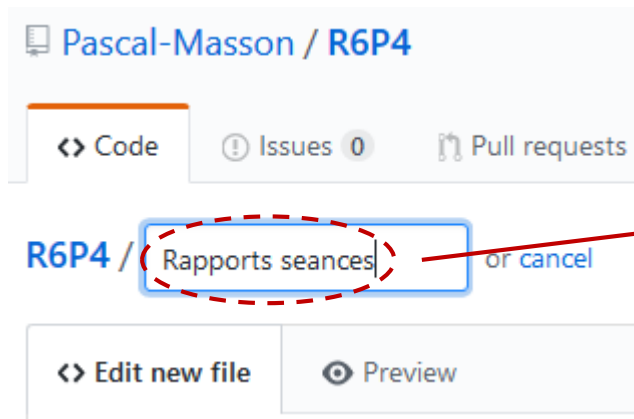 Pascal-Masson / R6P4
<> Code Issues 0 Pull requests
R6P4 / Rapports seances or cancel
<> Edit new file Preview